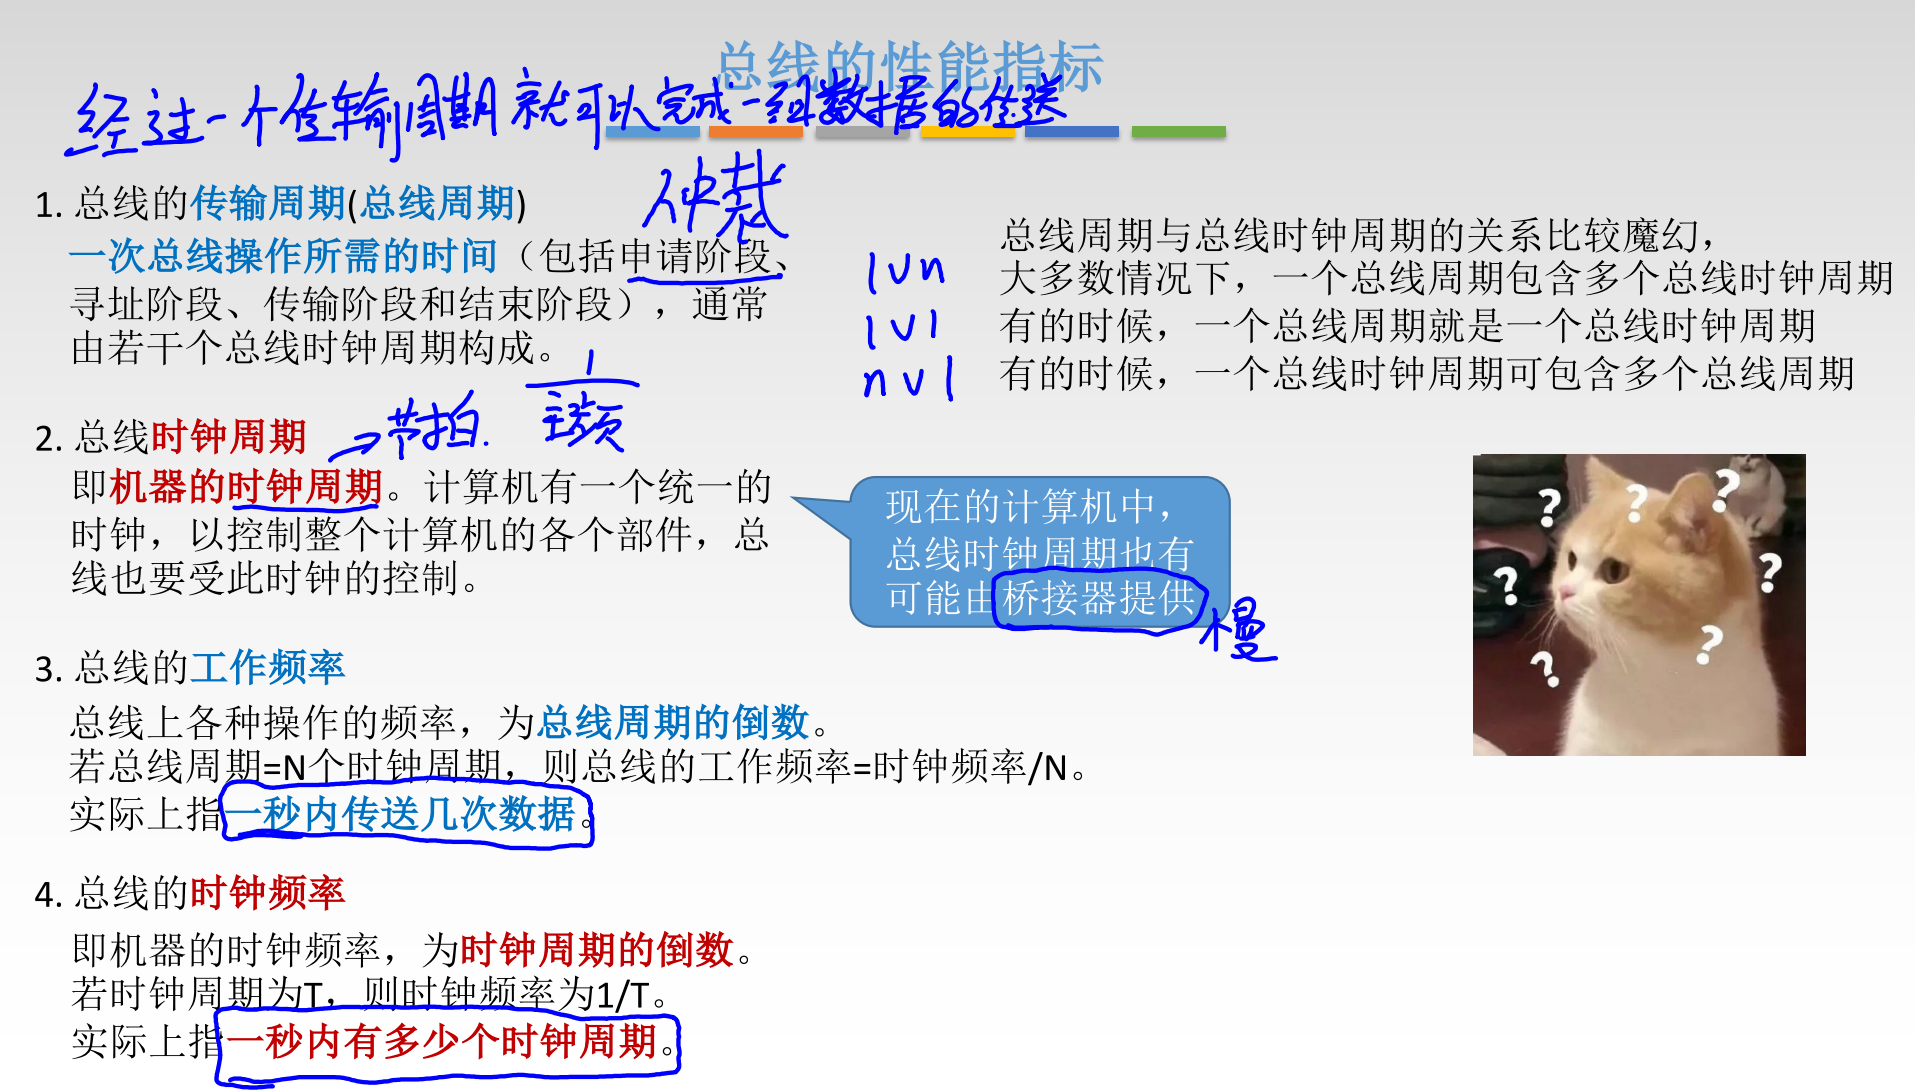 总线的性能指标
经过一个传输周期就可以完成一组数据的传送
1. 总线的传输周期(总线周期)
仲裁
一次总线操作所需的时间（包括申请阶段、
寻址阶段、传输阶段和结束阶段），通常
由若干个总线时钟周期构成。
总线周期与总线时钟周期的关系比较魔幻，
1 v n
大多数情况下，一个总线周期包含多个总线时钟周期
1 v 1
有的时候，一个总线周期就是一个总线时钟周期
n v 1
有的时候，一个总线时钟周期可包含多个总线周期
2. 总线时钟周期
→节拍.
1
主频
即机器的时钟周期。计算机有一个统一的
时钟，以控制整个计算机的各个部件，总
线也要受此时钟的控制。
现在的计算机中，
总线时钟周期也有
可能由桥接器提供
慢
? ? ? ? ? ? ?
3. 总线的工作频率
总线上各种操作的频率，为总线周期的倒数。
若总线周期=N个时钟周期，则总线的工作频率=时钟频率/N。
实际上指一秒内传送几次数据。
4. 总线的时钟频率
即机器的时钟频率，为时钟周期的倒数。
若时钟周期为T，则时钟频率为1/T。
实际上指一秒内有多少个时钟周期。